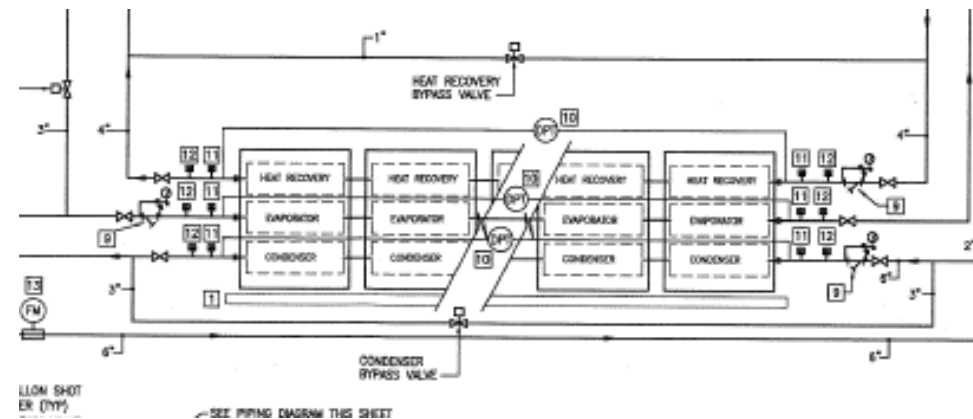 1"
HEAT RECOVERY
BYPASS VALVE
3"
4"
DPT
10
4"
12
11
11
12
HEAT RECOVERY
HEAT RECOVERY
HEAT RECOVERY
HEAT RECOVERY
10
DPT
12
11
11
12
9
EVAPORATOR
EVAPORATOR
EVAPORATOR
EVAPORATOR
9
12
11
DPT
10
11
12
2"
CONDENSER
CONDENSER
CONDENSER
CONDENSER
6"
9
13
FM
3"
1
3"
6"
CONDENSER
BYPASS VALVE
6"
LLON SHOT
ER (TYP)
SEE PIPING DIAGRAM THIS SHEET